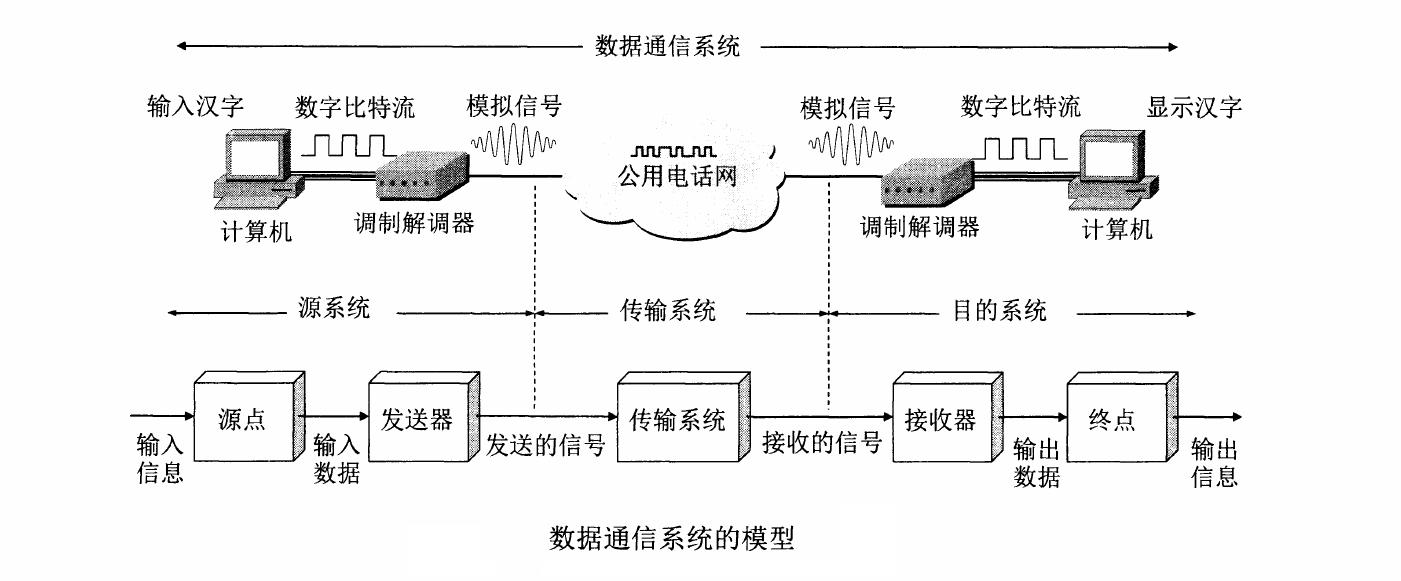 数据通信系统
输入汉字
数字比特流
模拟信号
模拟信号
数字比特流
显示汉字
公用电话网
计算机
调制解调器
调制解调器
计算机
源系统
传输系统
目的系统
源点
发送器
传输系统
接收器
终点
输入
信息
输入
数据
发送的信号
接收的信号
输出
数据
输出
信息
数据通信系统的模型